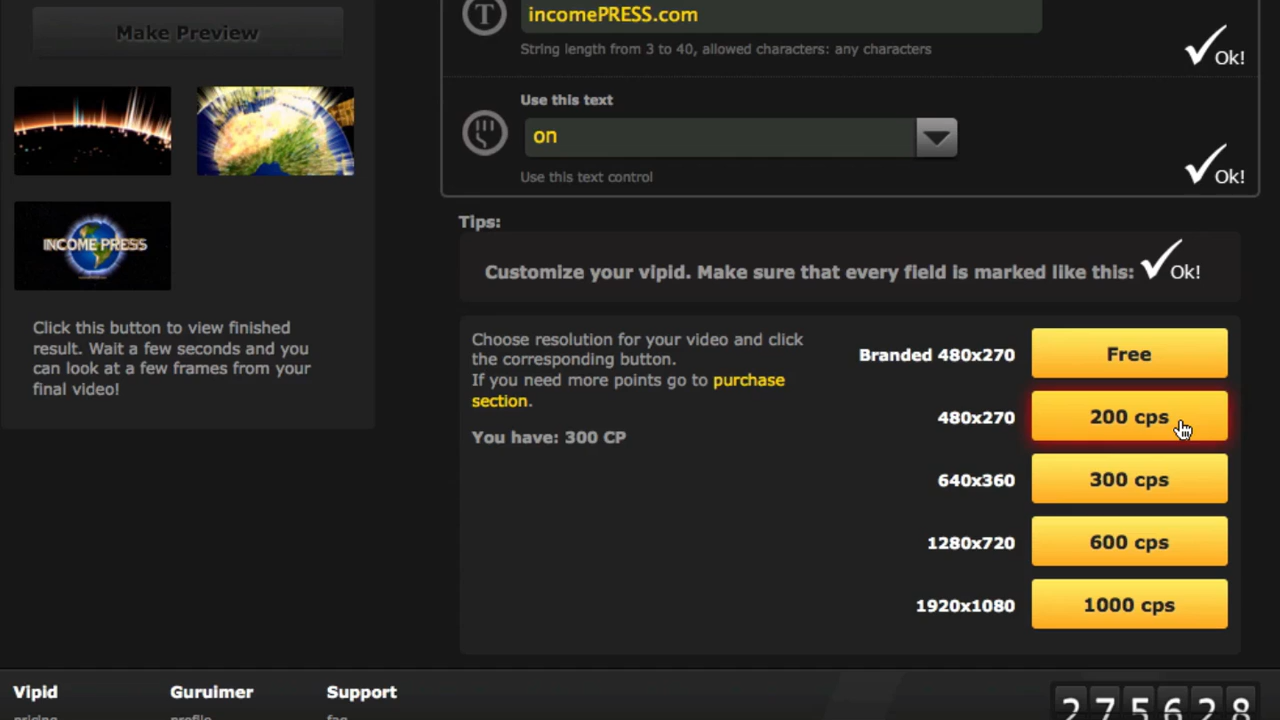 Make Preview
INCOME PRESS
Click this button to view finished
result. Wait a few seconds and you
can look at a few frames from your
final video!
T
incomePRESS.com
String length from 3 to 40, allowed characters: any characters
Ok!
Use this text
on
Use this text control
Ok!
Tips:
Customize your vipid. Make sure that every field is marked like this: Ok!
Choose resolution for your video and click
the corresponding button.
If you need more points go to purchase
section.
You have: 300 CP
Branded 480x270 Free
480x270 200 cps
640x360 300 cps
1280x720 600 cps
1920x1080 1000 cps
Vipid Guruimer Support
pricing profile faq
275628